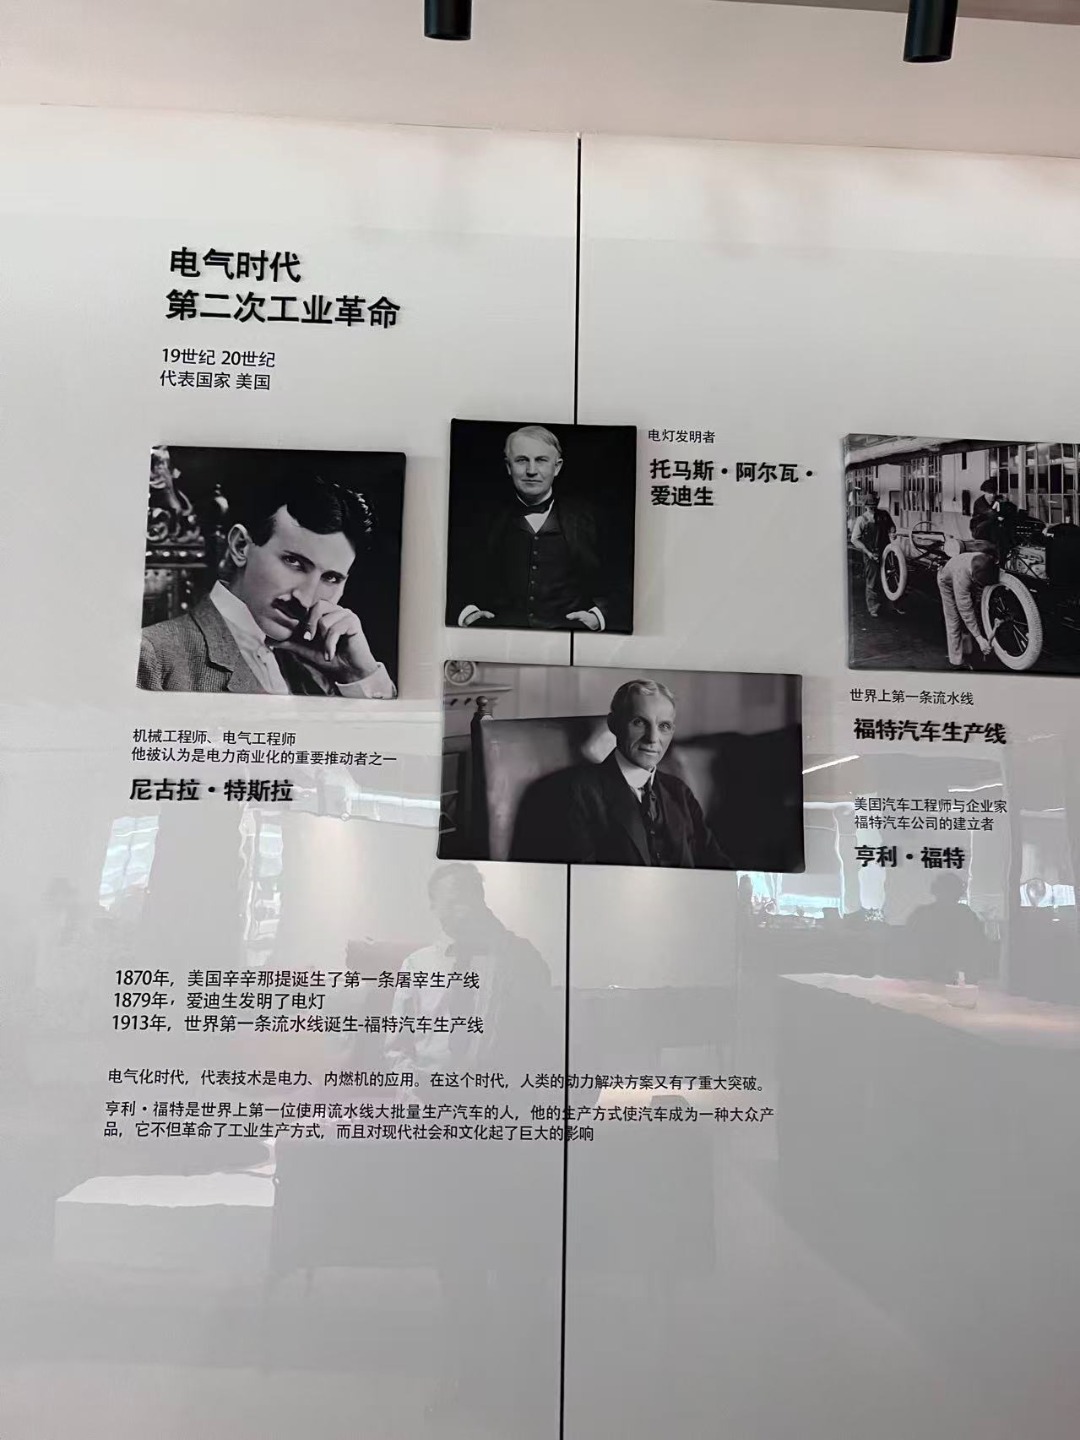 电气时代
第二次工业革命
19世纪 20世纪
代表国家 美国
电灯发明者
托马斯·阿尔瓦·
爱迪生
机械工程师、电气工程师
他被认为是电力商业化的重要推动者之一
尼古拉·特斯拉
世界上第一条流水线
福特汽车生产线
美国汽车工程师与企业家
福特汽车公司的建立者
亨利·福特
1870年，美国辛辛那提诞生了第一条屠宰生产线
1879年，爱迪生发明了电灯
1913年，世界第一条流水线诞生-福特汽车生产线
电气化时代，代表技术是电力、内燃机的应用。在这个时代，人类的动力解决方案又有了重大突破。
亨利·福特是世界上第一位使用流水线大批量生产汽车的人，他的生产方式使汽车成为一种大众产
品，它不但革命了工业生产方式，而且对现代社会和文化起了巨大的影响